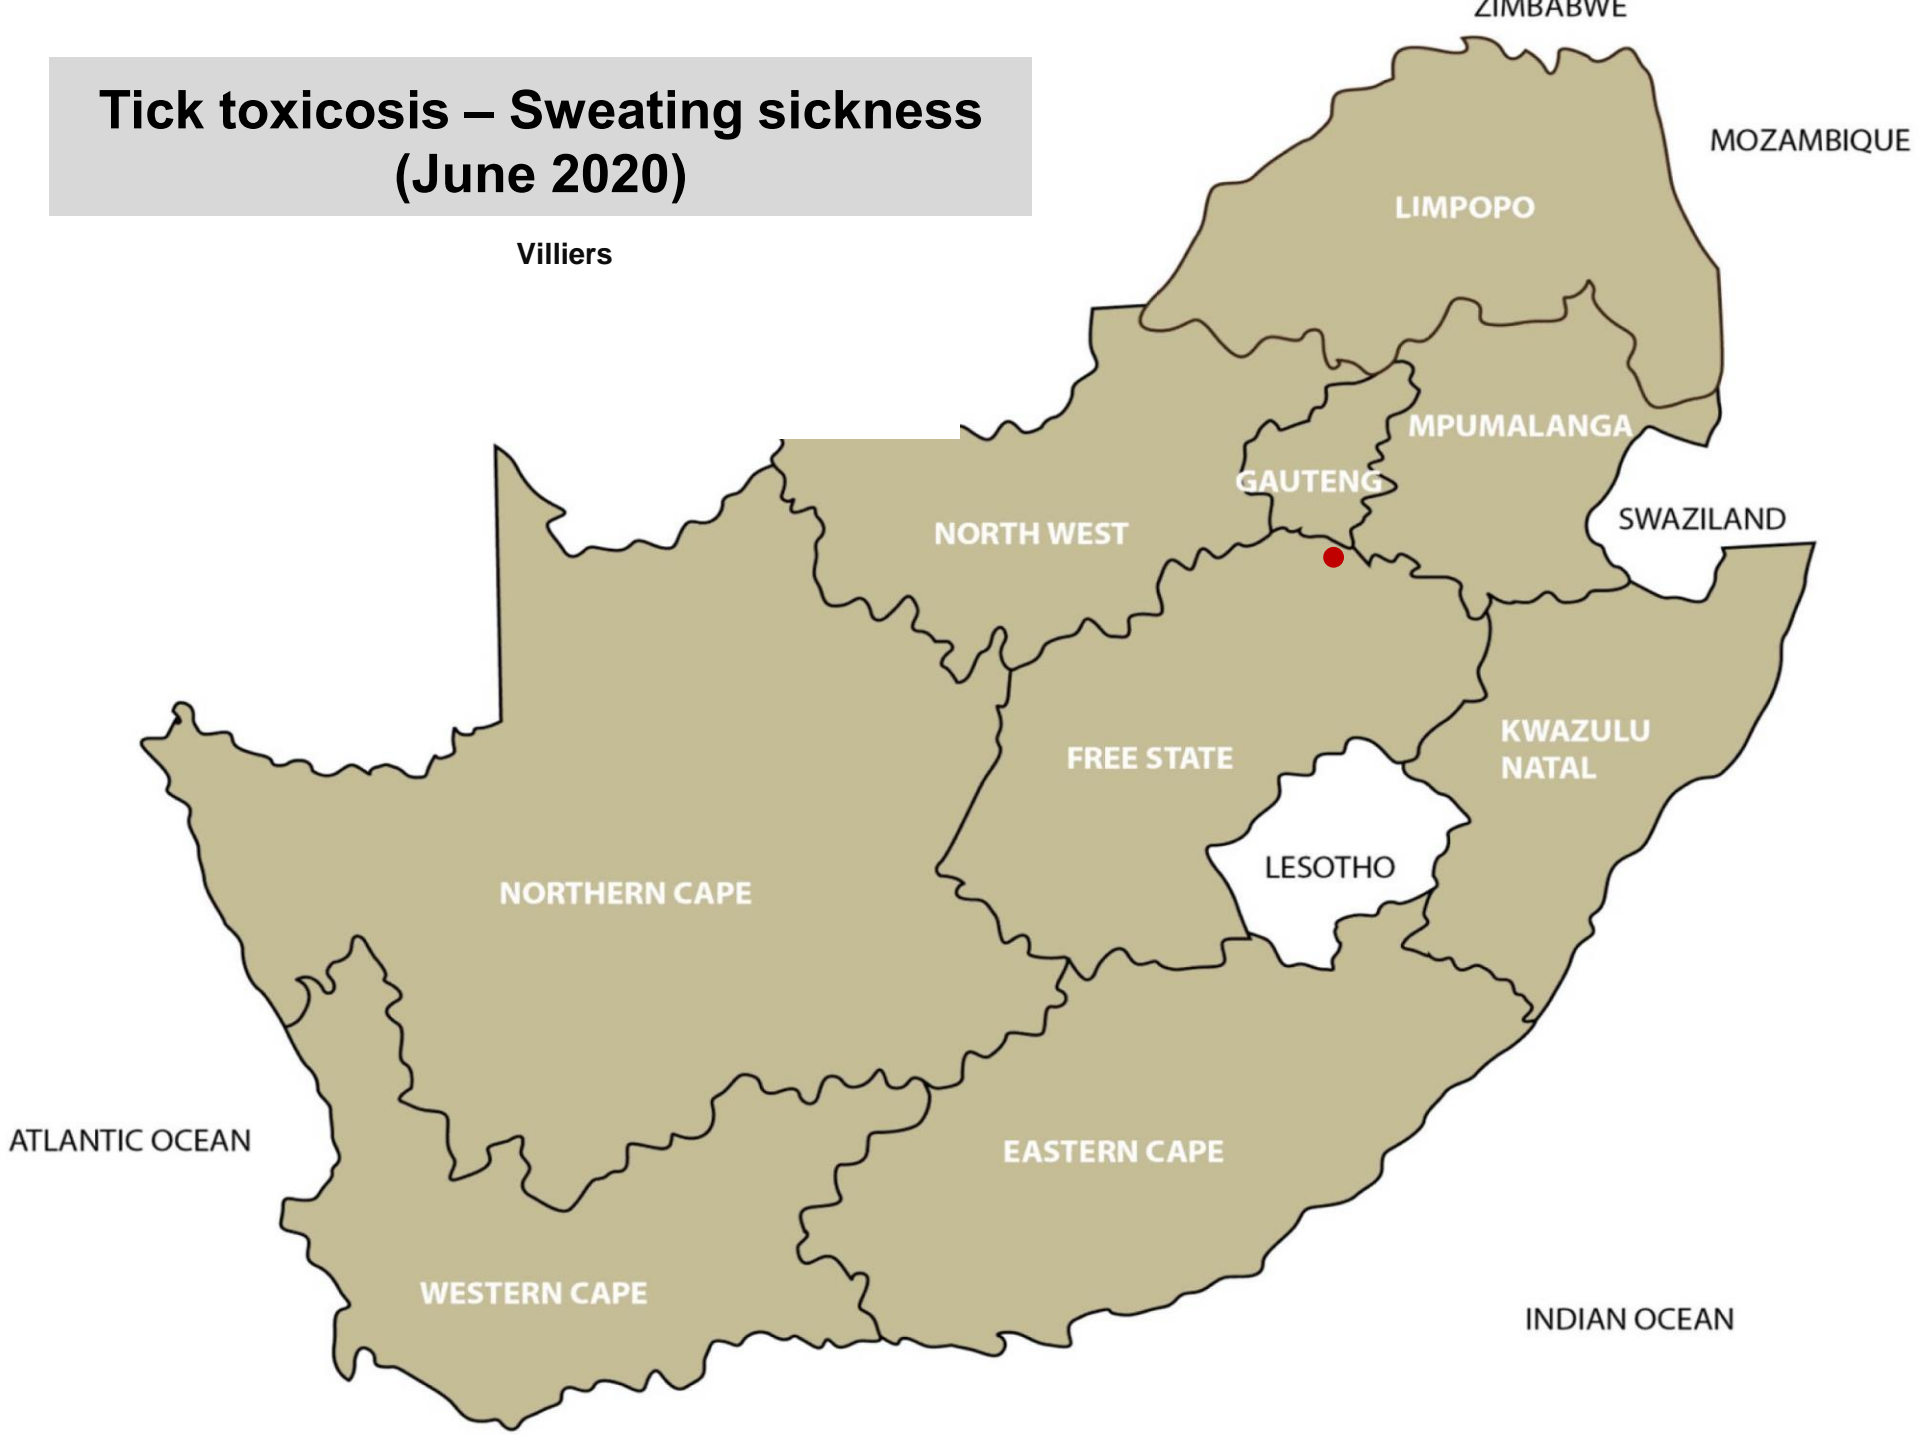 ZIMBABWE
Tick toxicosis – Sweating sickness
(June 2020)
MOZAMBIQUE
LIMPOPO
Villiers
MPUMALANGA
GAUTENG
SWAZILAND
NORTH WEST
KWAZULU
NATAL
FREE STATE
LESOTHO
NORTHERN CAPE
ATLANTIC OCEAN
EASTERN CAPE
WESTERN CAPE
INDIAN OCEAN